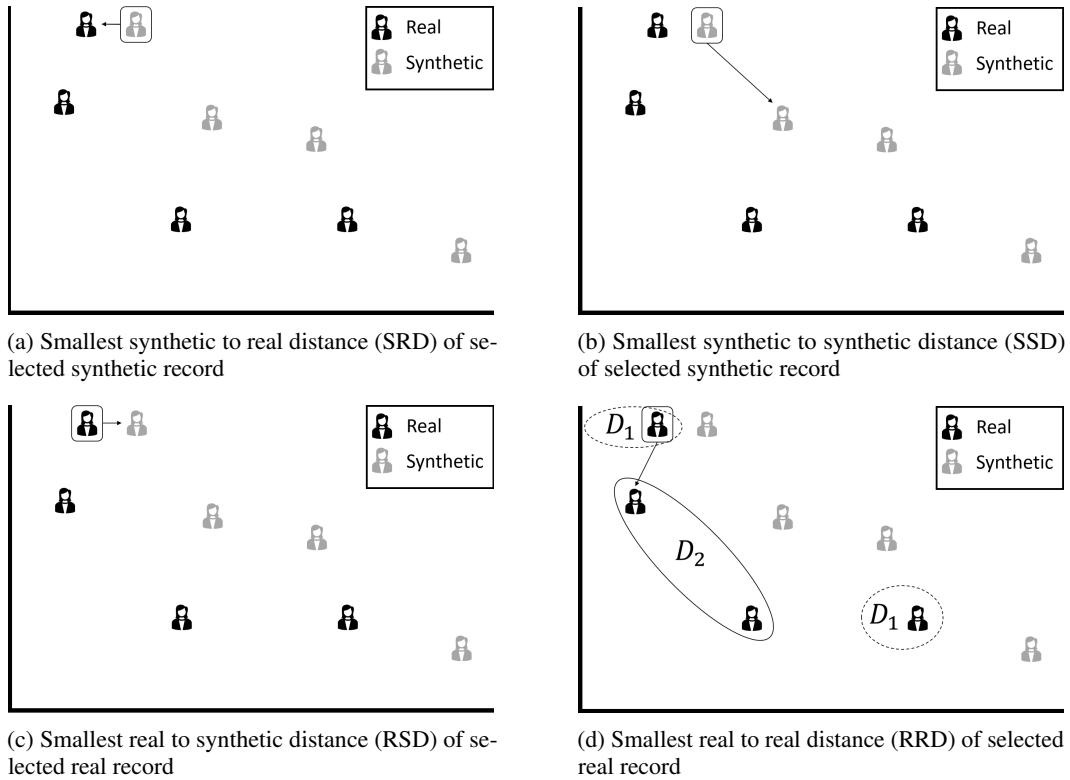 Real
Synthetic
(a) Smallest synthetic to real distance (SRD) of se-
lected synthetic record
Real
Synthetic
(b) Smallest synthetic to synthetic distance (SSD)
of selected synthetic record
Real
Synthetic
(c) Smallest real to synthetic distance (RSD) of se-
lected real record
D₁
Real
Synthetic
D₂
D₁
(d) Smallest real to real distance (RRD) of selected
real record